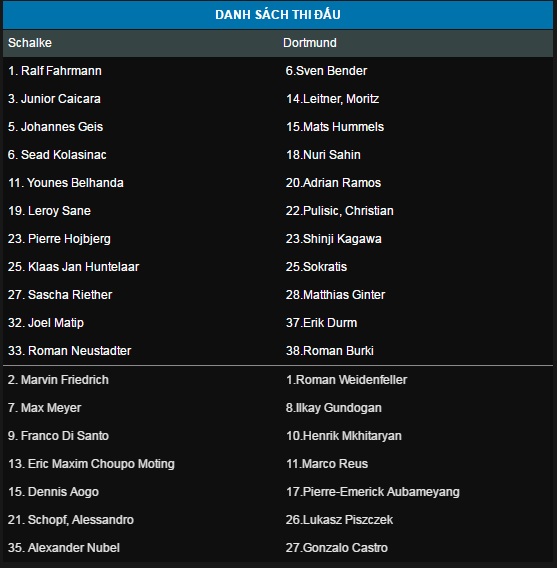 DANH SÁCH THI ĐẤU
Schalke Dortmund
1. Ralf Fahrmann 6.Sven Bender
3. Junior Caicara 14.Leitner, Moritz
5. Johannes Geis 15.Mats Hummels
6. Sead Kolasinac 18.Nuri Sahin
11. Younes Belhanda 20.Adrian Ramos
19. Leroy Sane 22.Pulisic, Christian
23. Pierre Hojbjerg 23.Shinji Kagawa
25. Klaas Jan Huntelaar 25.Sokratis
27. Sascha Riether 28.Matthias Ginter
32. Joel Matip 37.Erik Durm
33. Roman Neustadter 38.Roman Burki
2. Marvin Friedrich 1.Roman Weidenfeller
7. Max Meyer 8.Ilkay Gundogan
9. Franco Di Santo 10.Henrik Mkhitaryan
13. Eric Maxim Choupo Moting 11.Marco Reus
15. Dennis Aogo 17.Pierre-Emerick Aubameyang
21. Schopf, Alessandro 26.Lukasz Piszczek
35. Alexander Nubel 27.Gonzalo Castro